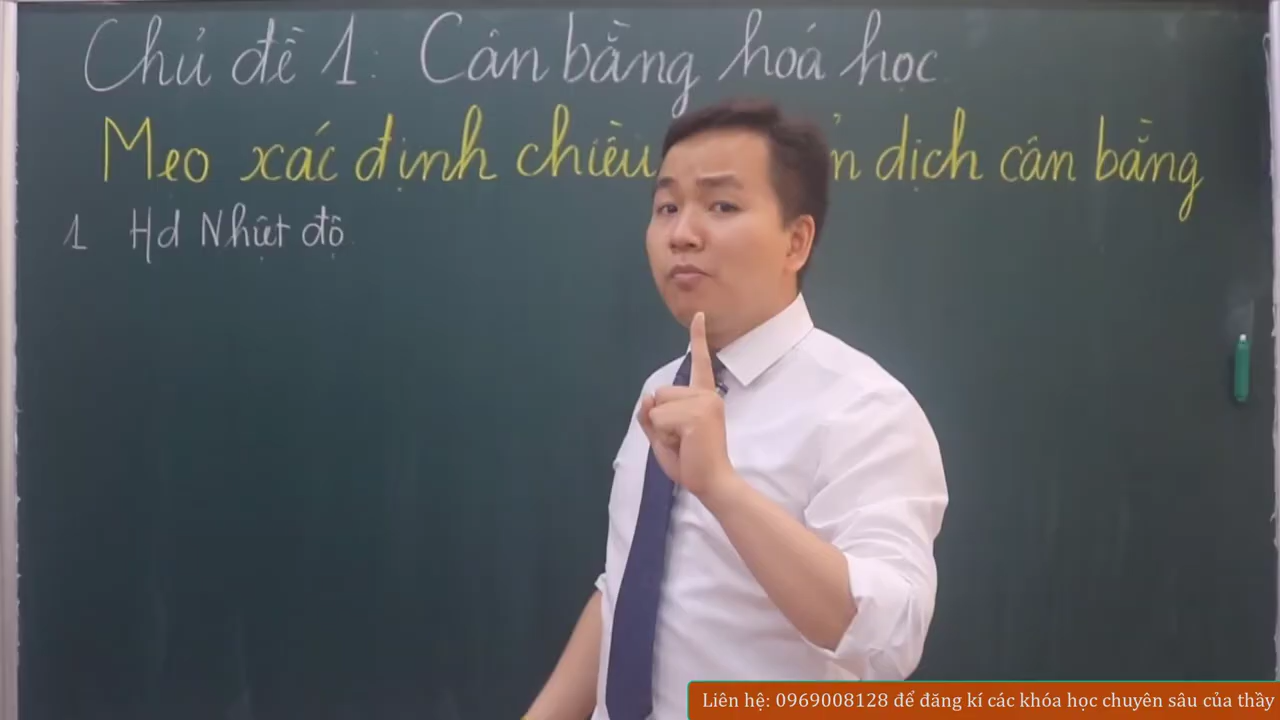 Chủ đề 1: Cân bằng hoá học
Mẹo xác định chiều dịch cân bằng
1 Hd Nhiệt độ
Liên hệ: 0969008128 để đăng kí các khóa học chuyên sâu của thầy